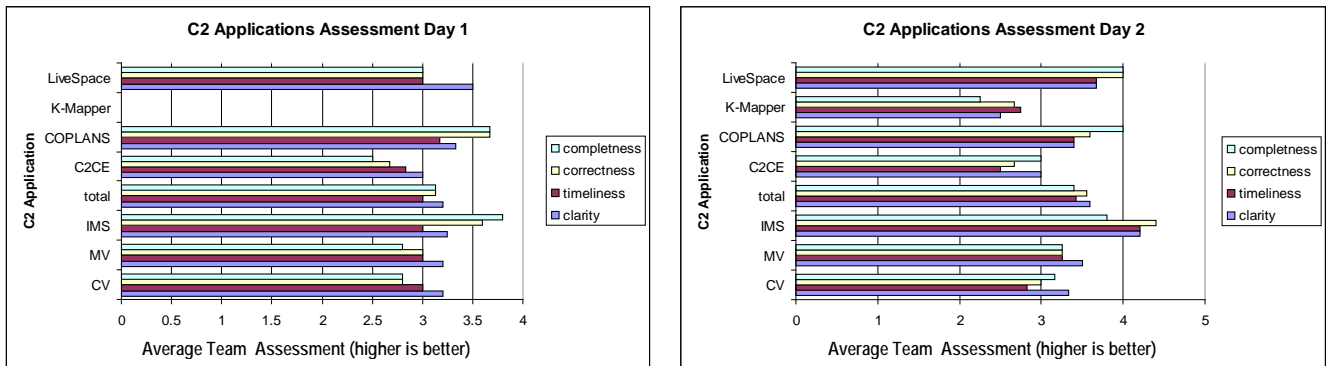 C2 Applications Assessment Day 1
C2 Application
LiveSpace
K-Mapper
COPLANS
C2CE
total
IMS
MV
CV
0 0.5 1 1.5 2 2.5 3 3.5 4
Average Team Assessment (higher is better)
completness
correctness
timeliness
clarity
C2 Applications Assessment Day 2
C2 Application
LiveSpace
K-Mapper
COPLANS
C2CE
total
IMS
MV
CV
0 1 2 3 4 5
Average Team Assessment (higher is better)
completness
correctness
timeliness
clarity